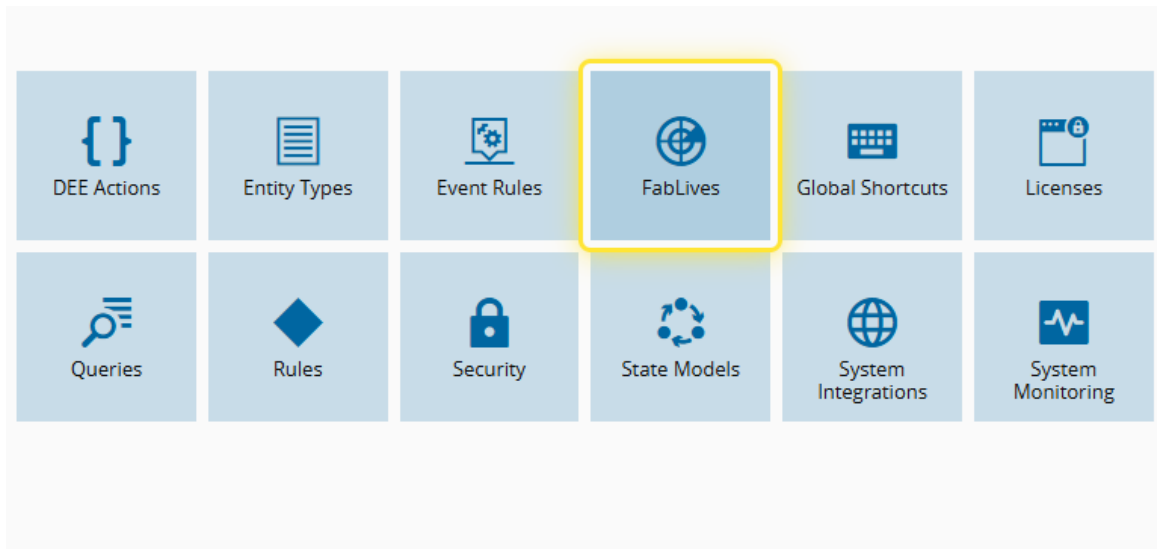 DEE Actions
Entity Types
Event Rules
FabLives
Global Shortcuts
Licenses
Queries
Rules
Security
State Models
System
Integrations
System
Monitoring